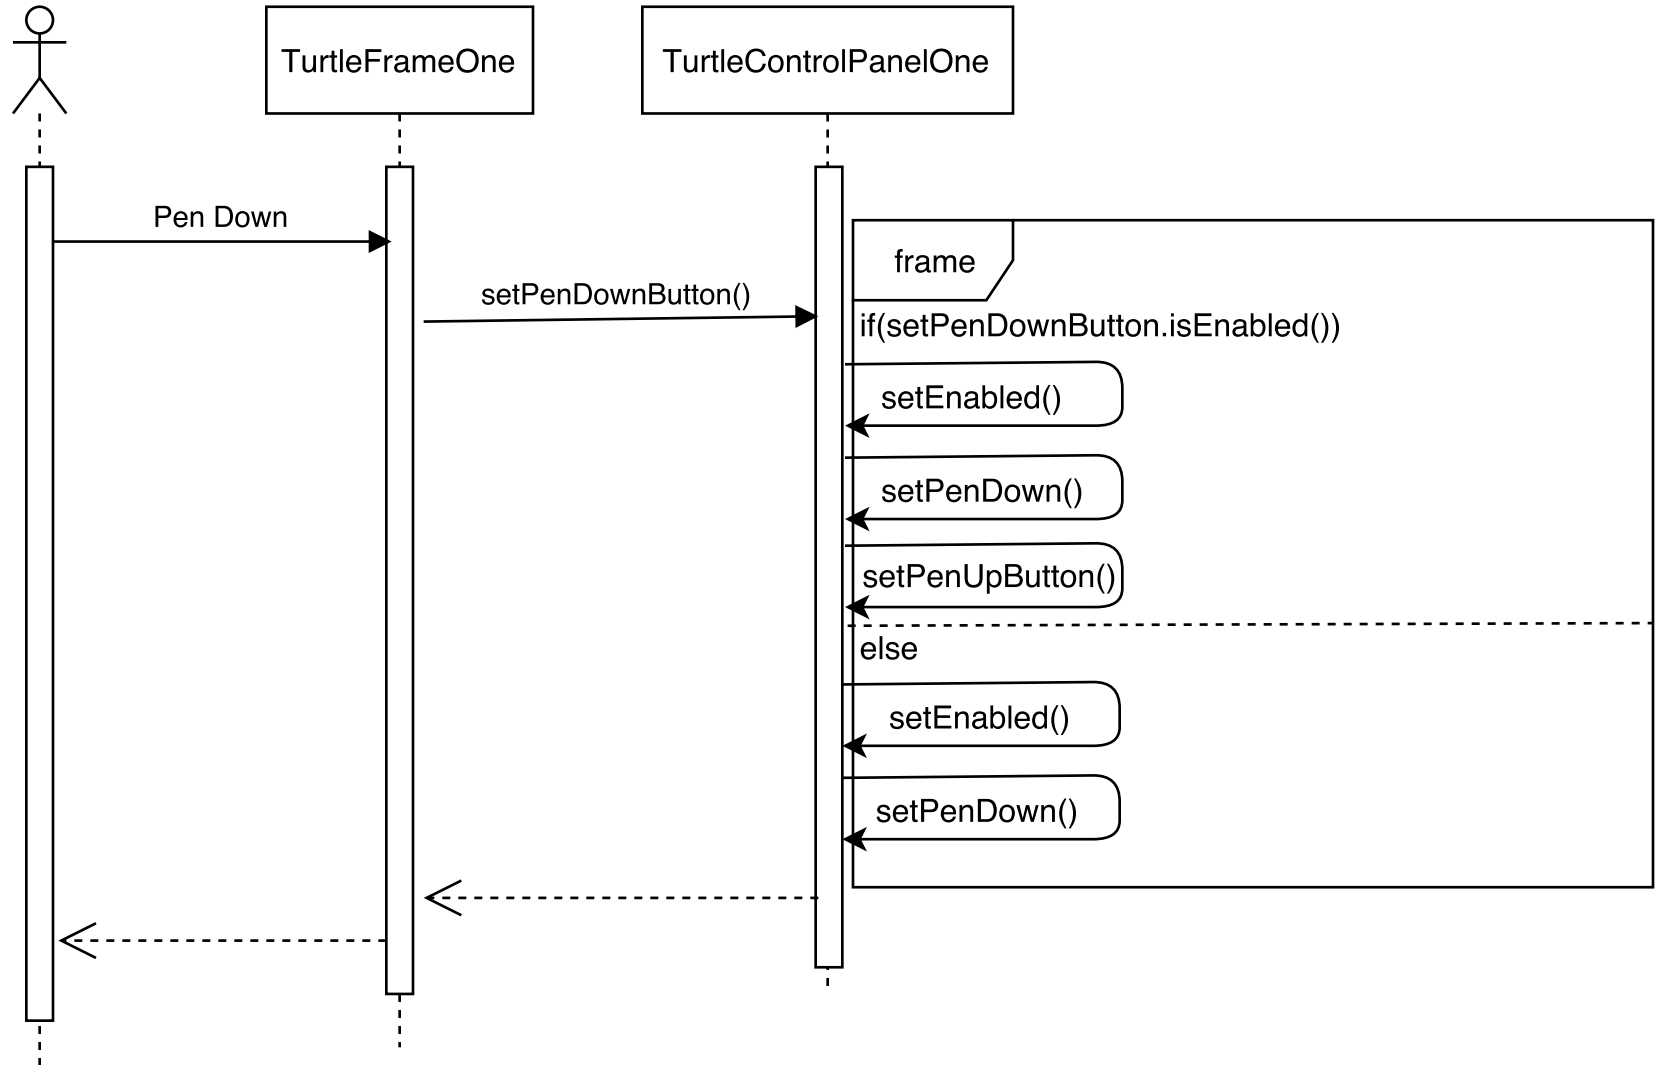 TurtleFrameOne
TurtleControlPanelOne
Pen Down
setPenDownButton()
frame
if(setPenDownButton.isEnabled())
setEnabled()
setPenDown()
setPenUpButton()
else
setEnabled()
setPenDown()